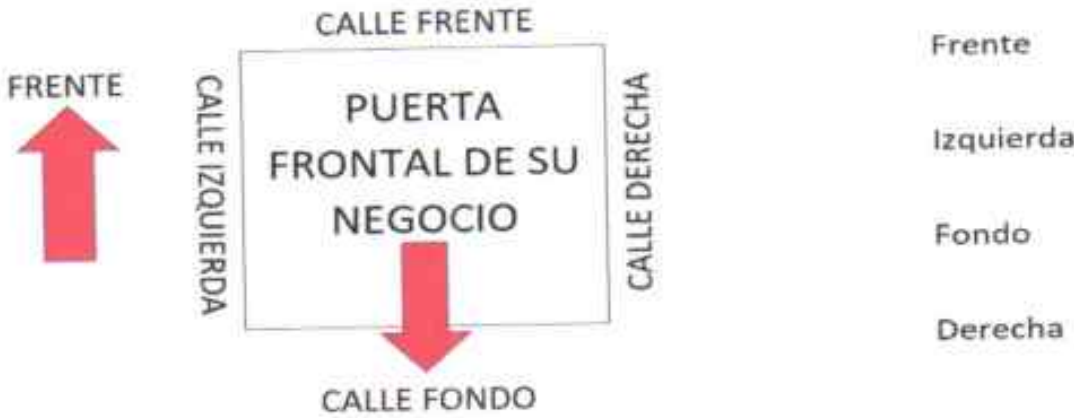 CALLE FRENTE
FRENTE
CALLE IZQUIERDA
PUERTA
FRONTAL DE SU
NEGOCIO
CALLE DERECHA
CALLE FONDO
Frente
Izquierda
Fondo
Derecha